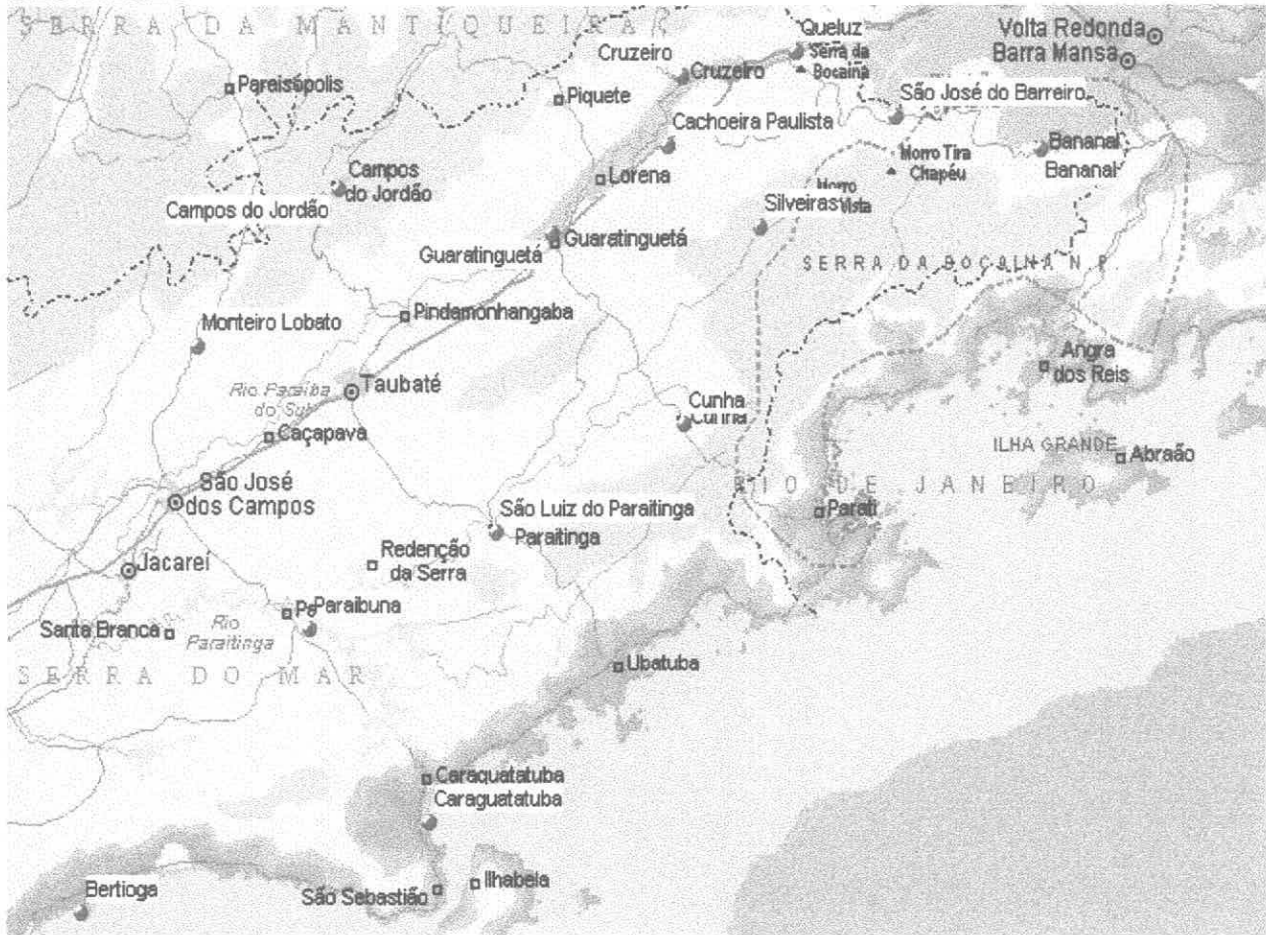 SERRA DA MANTIQUEIRA
Queluz
Volta Redonda
Barra Mansa
Cruzeiro
Cruzeiro
Serra da
Bocaina
Pareisópolis
Piquete
São José do Barreiro
Cachoeira Paulista
Bananal
Bananal
Morro Tira
Chapéu
Campos
do Jordão
Lorena
Morro
Vista
Campos do Jordão
Silveiras
Guaratinguetá
Guaratinguetá
SERRA DA BOCAINA N P.
Pindamonhangaba
Monteiro Lobato
Angra
dos Reis
Taubaté
Rio Paraíba
do Sul
Cunha
Cunha
Caçapava
ILHA GRANDE
Abraão
São José
dos Campos
RIO DE JANEIRO
São Luiz do Paraitinga
Paraitinga
Parati
Redenção
da Serra
Jacareí
Paraibuna
Santa Branca
Rio
Paraitinga
SERRA DO MAR
Ubatuba
Caraguatatuba
Caraguatatuba
Ilhabela
Bertioga
São Sebastião